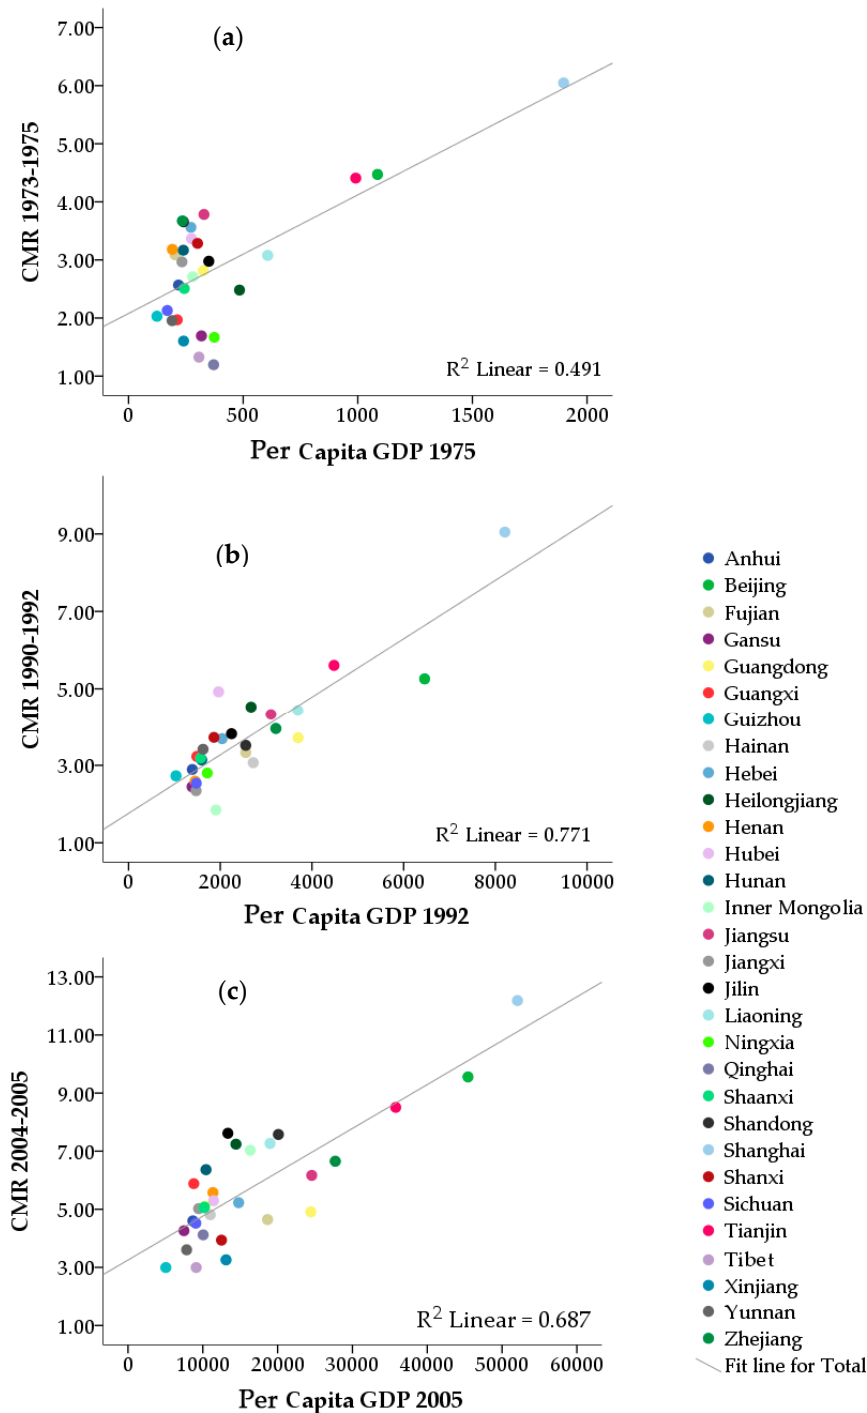 (a)
7.00
6.00
5.00
4.00
3.00
2.00
1.00
CMR 1973-1975
R² Linear = 0.491
0 500 1000 1500 2000
Per Capita GDP 1975
(b)
9.00
7.00
5.00
3.00
1.00
CMR 1990-1992
R² Linear = 0.771
0 2000 4000 6000 8000 10000
Per Capita GDP 1992
(c)
13.00
11.00
9.00
7.00
5.00
3.00
1.00
CMR 2004-2005
R² Linear = 0.687
0 10000 20000 30000 40000 50000 60000
Per Capita GDP 2005
Anhui
Beijing
Fujian
Gansu
Guangdong
Guangxi
Guizhou
Hainan
Hebei
Heilongjiang
Henan
Hubei
Hunan
Inner Mongolia
Jiangsu
Jiangxi
Jilin
Liaoning
Ningxia
Qinghai
Shaanxi
Shandong
Shanghai
Shanxi
Sichuan
Tianjin
Tibet
Xinjiang
Yunnan
Zhejiang
Fit line for Total